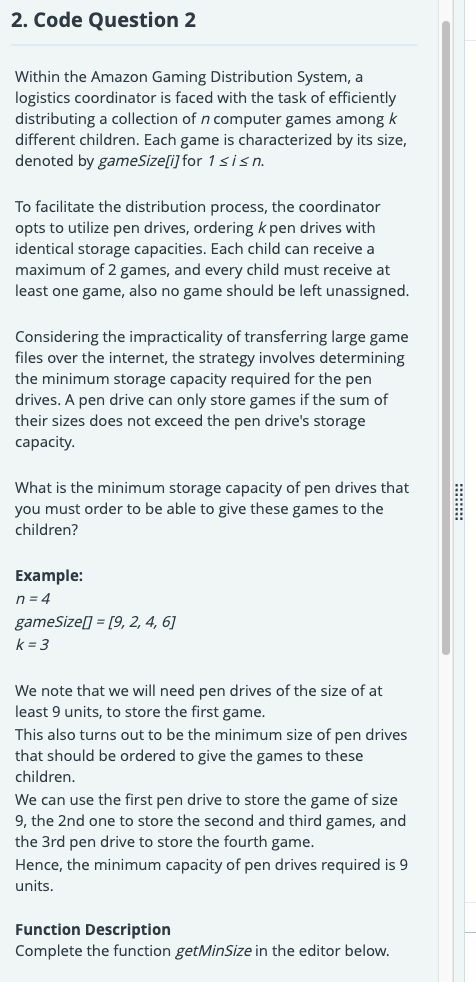 2. Code Question 2
Within the Amazon Gaming Distribution System, a
logistics coordinator is faced with the task of efficiently
distributing a collection of n computer games among k
different children. Each game is characterized by its size,
denoted by gameSize[i] for 1 ≤ i ≤ n.
To facilitate the distribution process, the coordinator
opts to utilize pen drives, ordering k pen drives with
identical storage capacities. Each child can receive a
maximum of 2 games, and every child must receive at
least one game, also no game should be left unassigned.
Considering the impracticality of transferring large game
files over the internet, the strategy involves determining
the minimum storage capacity required for the pen
drives. A pen drive can only store games if the sum of
their sizes does not exceed the pen drive's storage
capacity.
What is the minimum storage capacity of pen drives that
you must order to be able to give these games to the
children?
Example:
n = 4
gameSize[] = [9, 2, 4, 6]
k = 3
We note that we will need pen drives of the size of at
least 9 units, to store the first game.
This also turns out to be the minimum size of pen drives
that should be ordered to give the games to these
children.
We can use the first pen drive to store the game of size
9, the 2nd one to store the second and third games, and
the 3rd pen drive to store the fourth game.
Hence, the minimum capacity of pen drives required is 9
units.
Function Description
Complete the function getMinSize in the editor below.